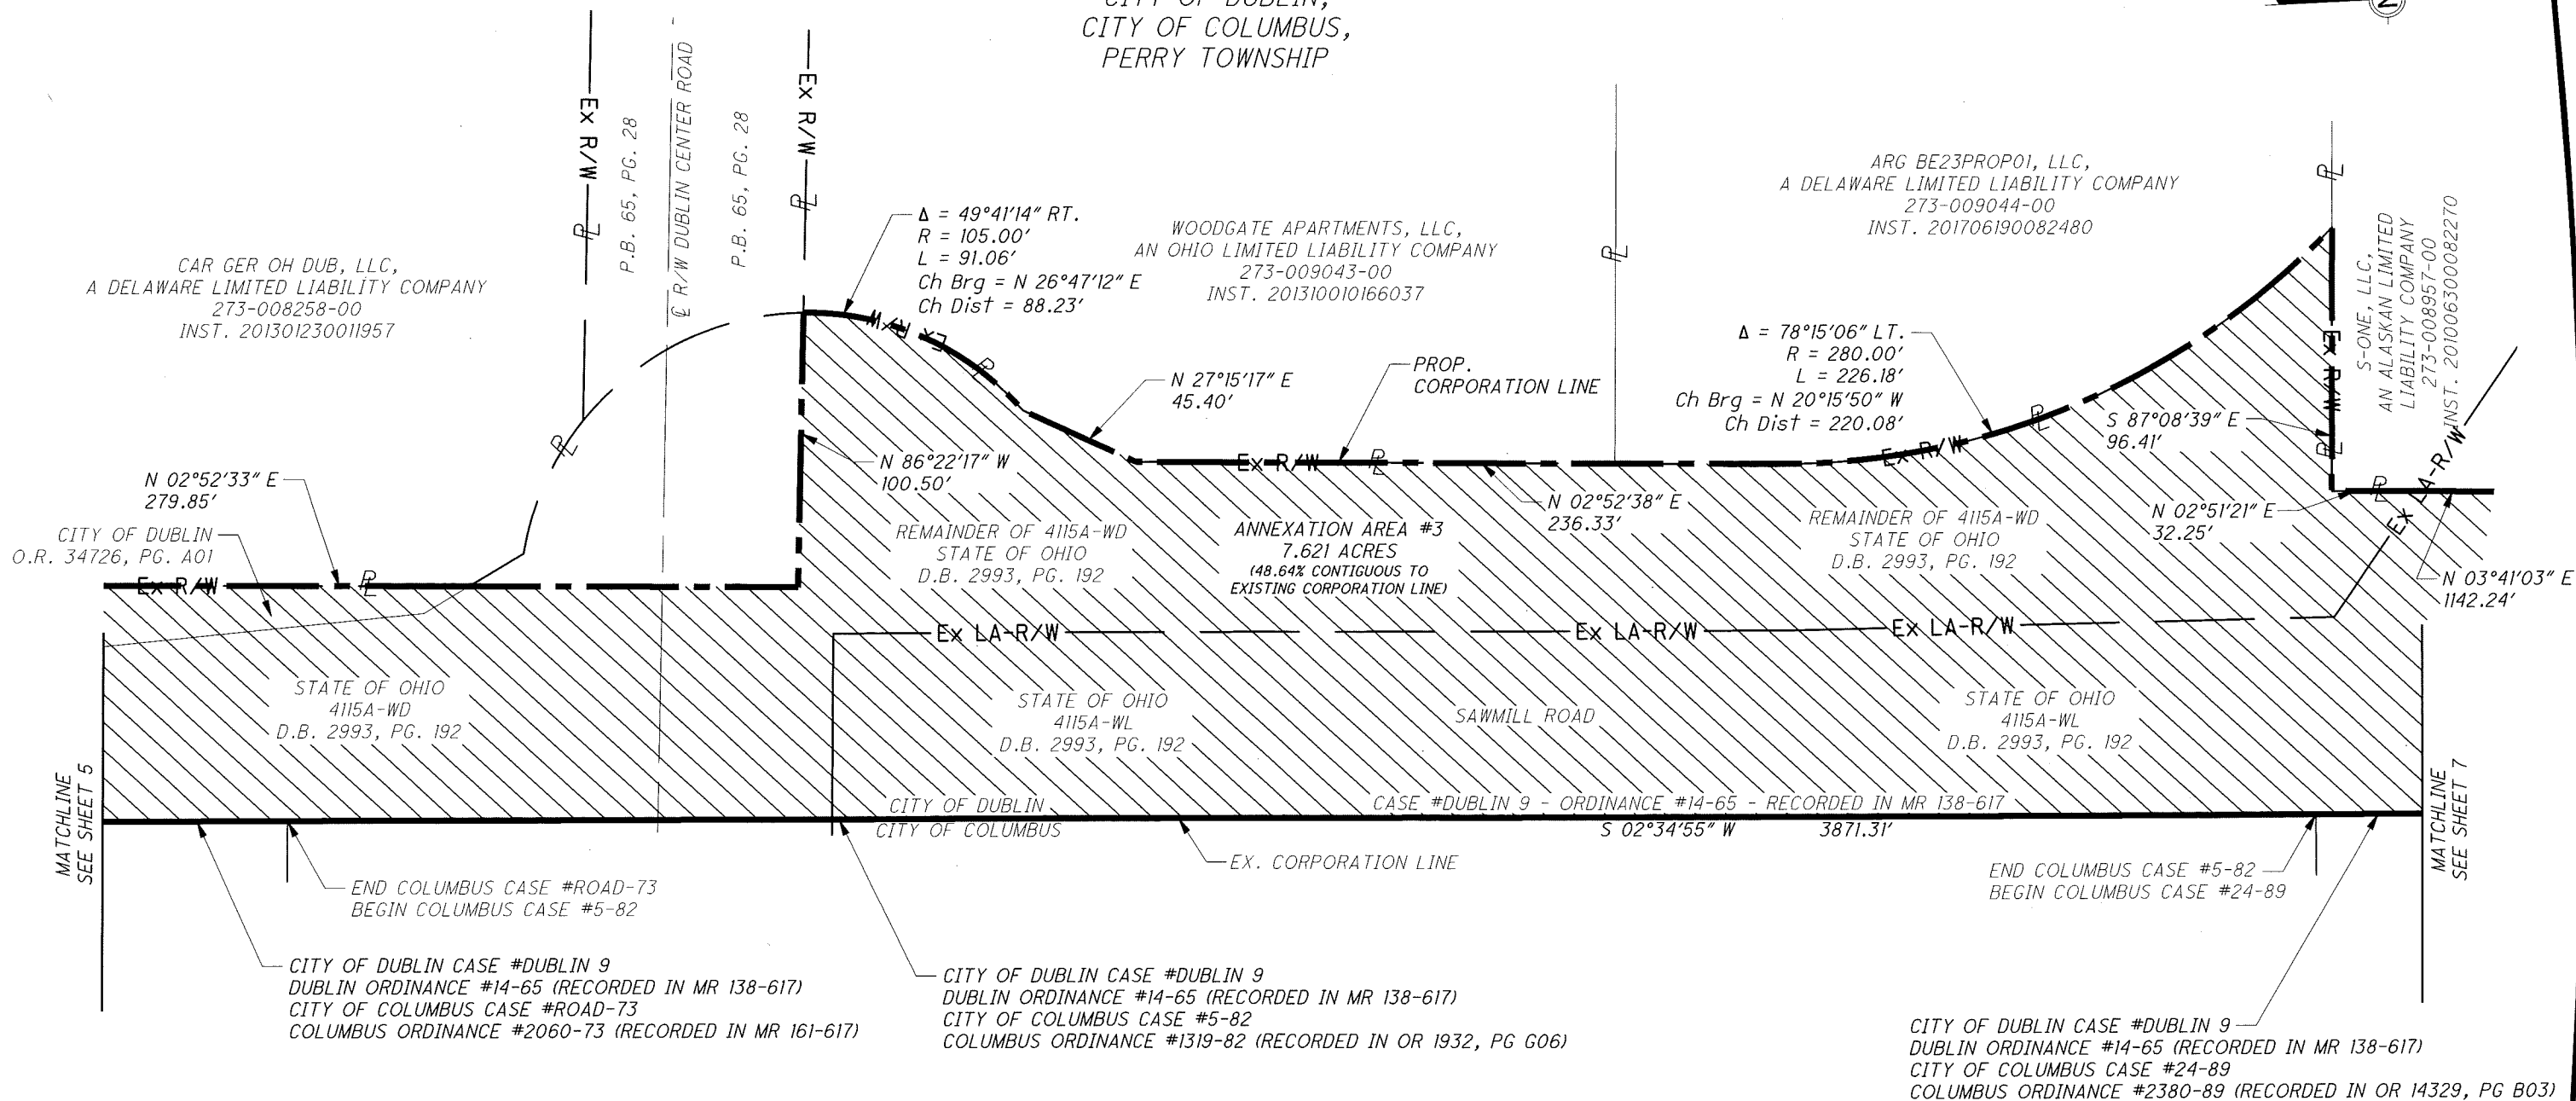 CITY OF DUBLIN,
CITY OF COLUMBUS,
PERRY TOWNSHIP
N
Ex R/W
P.B. 65, PG. 28
℄ R/W DUBLIN CENTER ROAD
P.B. 65, PG. 28
Ex R/W
CAR GER OH DUB, LLC,
A DELAWARE LIMITED LIABILITY COMPANY
273-008258-00
INST. 201301230011957
Δ = 49°41'14" RT.
R = 105.00'
L = 91.06'
Ch Brg = N 26°47'12" E
Ch Dist = 88.23'
WOODGATE APARTMENTS, LLC,
AN OHIO LIMITED LIABILITY COMPANY
273-009043-00
INST. 201310010166037
ARG BE23PROP01, LLC,
A DELAWARE LIMITED LIABILITY COMPANY
273-009044-00
INST. 201706190082480
S-ONE, LLC,
AN ALASKAN LIMITED
LIABILITY COMPANY
273-008957-00
INST. 201006300082270
Ex R/W
N 27°15'17" E
45.40'
PROP.
CORPORATION LINE
Δ = 78°15'06" LT.
R = 280.00'
L = 226.18'
Ch Brg = N 20°15'50" W
Ch Dist = 220.08'
Ex R/W
S 87°08'39" E
96.41'
Ex R/W
Ex R/W
Ex LA-R/W
N 02°52'33" E
279.85'
N 86°22'17" W
100.50'
N 02°52'38" E
236.33'
N 02°51'21" E
32.25'
N 03°41'03" E
1142.24'
CITY OF DUBLIN
O.R. 34726, PG. A01
Ex R/W
REMAINDER OF 4115A-WD
STATE OF OHIO
D.B. 2993, PG. 192
ANNEXATION AREA #3
7.621 ACRES
(48.64% CONTIGUOUS TO
EXISTING CORPORATION LINE)
REMAINDER OF 4115A-WD
STATE OF OHIO
D.B. 2993, PG. 192
Ex LA-R/W
Ex LA-R/W
Ex LA-R/W
STATE OF OHIO
4115A-WD
D.B. 2993, PG. 192
STATE OF OHIO
4115A-WL
D.B. 2993, PG. 192
SAWMILL ROAD
STATE OF OHIO
4115A-WL
D.B. 2993, PG. 192
MATCHLINE
SEE SHEET 5
MATCHLINE
SEE SHEET 7
CITY OF DUBLIN
CITY OF COLUMBUS
CASE #DUBLIN 9 - ORDINANCE #14-65 - RECORDED IN MR 138-617
S 02°34'55" W 3871.31'
EX. CORPORATION LINE
END COLUMBUS CASE #ROAD-73
BEGIN COLUMBUS CASE #5-82
END COLUMBUS CASE #5-82
BEGIN COLUMBUS CASE #24-89
CITY OF DUBLIN CASE #DUBLIN 9
DUBLIN ORDINANCE #14-65 (RECORDED IN MR 138-617)
CITY OF COLUMBUS CASE #ROAD-73
COLUMBUS ORDINANCE #2060-73 (RECORDED IN MR 161-617)
CITY OF DUBLIN CASE #DUBLIN 9
DUBLIN ORDINANCE #14-65 (RECORDED IN MR 138-617)
CITY OF COLUMBUS CASE #5-82
COLUMBUS ORDINANCE #1319-82 (RECORDED IN OR 1932, PG G06)
CITY OF DUBLIN CASE #DUBLIN 9
DUBLIN ORDINANCE #14-65 (RECORDED IN MR 138-617)
CITY OF COLUMBUS CASE #24-89
COLUMBUS ORDINANCE #2380-89 (RECORDED IN OR 14329, PG B03)